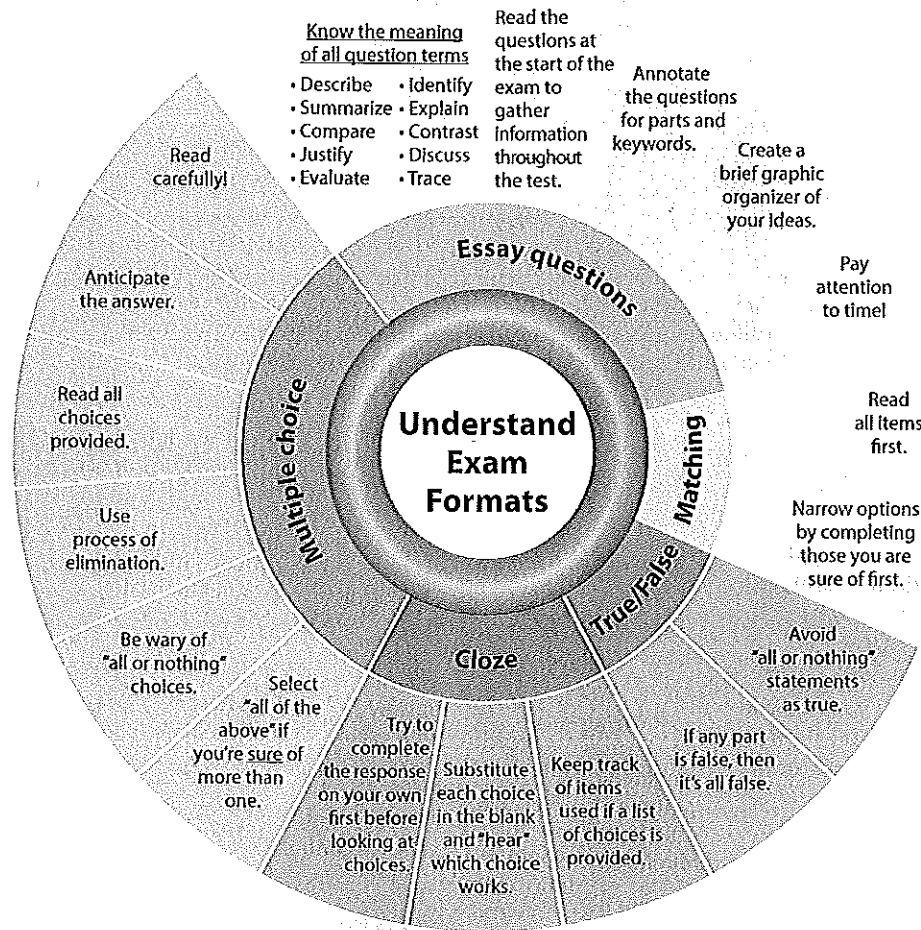 Know the meaning
of all question terms
• Describe
• Summarize
• Compare
• Justify
• Evaluate
• Identify
• Explain
• Contrast
• Discuss
• Trace
Read the
questions at
the start of the
exam to
gather
information
throughout
the test.
Annotate
the questions
for parts and
keywords.
Create a
brief graphic
organizer of
your ideas.
Pay
attention
to time!
Essay questions
Read
all items
first.
Narrow options
by completing
those you are
sure of first.
Matching
Avoid
"all or nothing"
statements
as true.
If any part
is false, then
it's all false.
True/False
Keep track
of items
used if a list
of choices is
provided.
Substitute
each choice
in the blank
and "hear"
which choice
works.
Try to
complete
the response
on your own
first before
looking at
choices.
Cloze
Select
"all of the
above" if
you're sure of
more than
one.
Be wary of
"all or nothing"
choices.
Use
process of
elimination.
Read all
choices
provided.
Anticipate
the answer.
Read
carefully!
Multiple choice
Understand
Exam
Formats